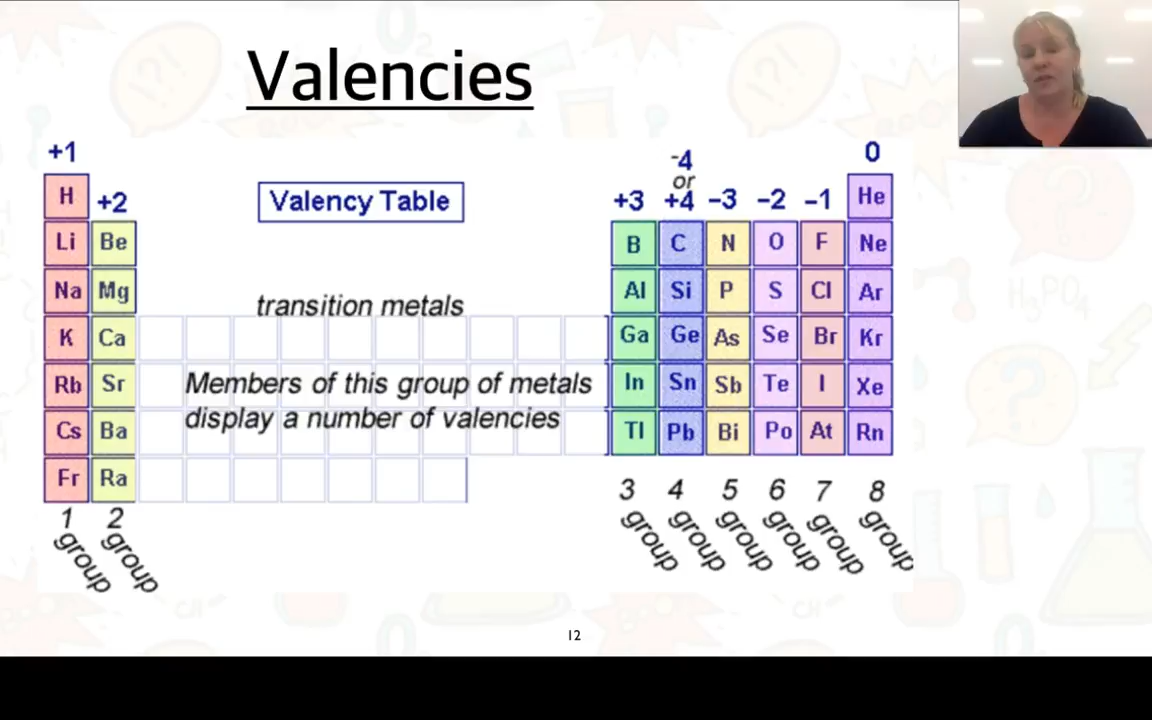 Valencies
+1
-4
or
0
+2
+3 +4 -3 -2 -1
Valency Table
H He
Li Be B C N O F Ne
Na Mg Al Si P S Cl Ar
transition metals
K Ca Ga Ge As Se Br Kr
Rb Sr In Sn Sb Te I Xe
Members of this group of metals
display a number of valencies
Cs Ba Tl Pb Bi Po At Rn
Fr Ra
3 4 5 6 7 8
group group group group group group
1 2
group group
12
H₃PO₄
O₂
CH
CH